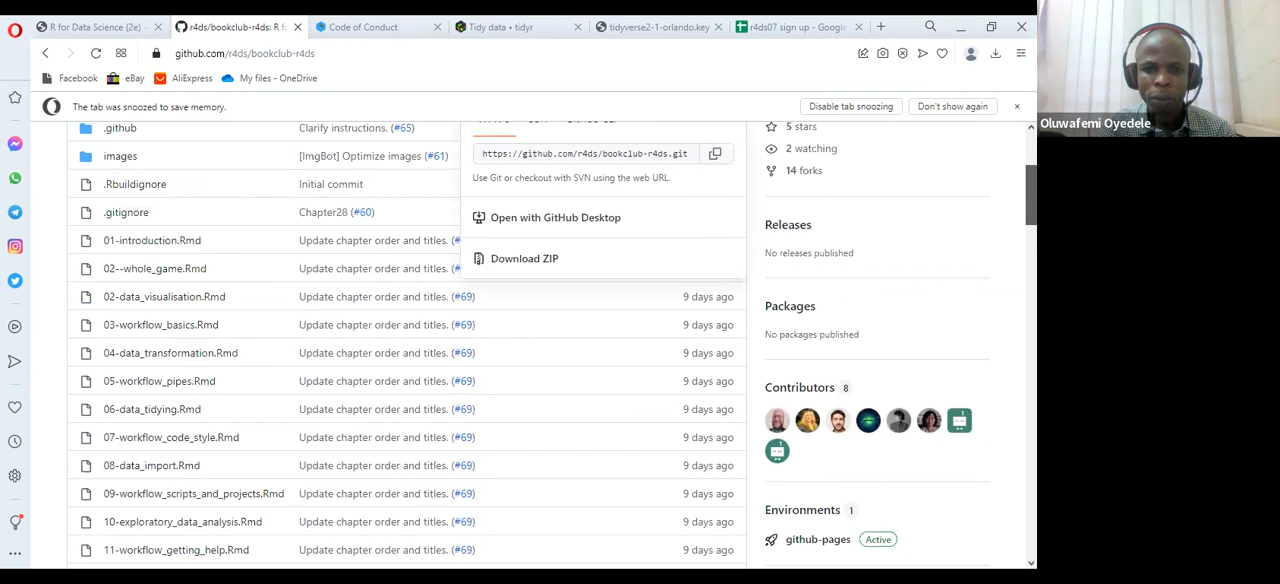 R for Data Science (2e)
r4ds/bookclub-r4ds: R f
Code of Conduct
Tidy data • tidyr
tidyverse2-1-orlando.key
r4ds07 sign up - Google
github.com/r4ds/bookclub-r4ds
Facebook
eBay
AliExpress
My files - OneDrive
The tab was snoozed to save memory.
Disable tab snoozing
Don't show again
Oluwafemi Oyedele
.github
Clarify instructions. (#65)
images
[ImgBot] Optimize images (#61)
.Rbuildignore
Initial commit
.gitignore
Chapter28 (#60)
01-introduction.Rmd
Update chapter order and titles. (#
02--whole_game.Rmd
Update chapter order and titles. (#
02-data_visualisation.Rmd
Update chapter order and titles. (#69)
9 days ago
03-workflow_basics.Rmd
Update chapter order and titles. (#69)
9 days ago
04-data_transformation.Rmd
Update chapter order and titles. (#69)
9 days ago
05-workflow_pipes.Rmd
Update chapter order and titles. (#69)
9 days ago
06-data_tidying.Rmd
Update chapter order and titles. (#69)
9 days ago
07-workflow_code_style.Rmd
Update chapter order and titles. (#69)
9 days ago
08-data_import.Rmd
Update chapter order and titles. (#69)
9 days ago
09-workflow_scripts_and_projects.Rmd
Update chapter order and titles. (#69)
9 days ago
10-exploratory_data_analysis.Rmd
Update chapter order and titles. (#69)
9 days ago
11-workflow_getting_help.Rmd
Update chapter order and titles. (#69)
9 days ago
https://github.com/r4ds/bookclub-r4ds.git
Use Git or checkout with SVN using the web URL.
Open with GitHub Desktop
Download ZIP
5 stars
2 watching
14 forks
Releases
No releases published
Packages
No packages published
Contributors 8
Environments 1
github-pages Active